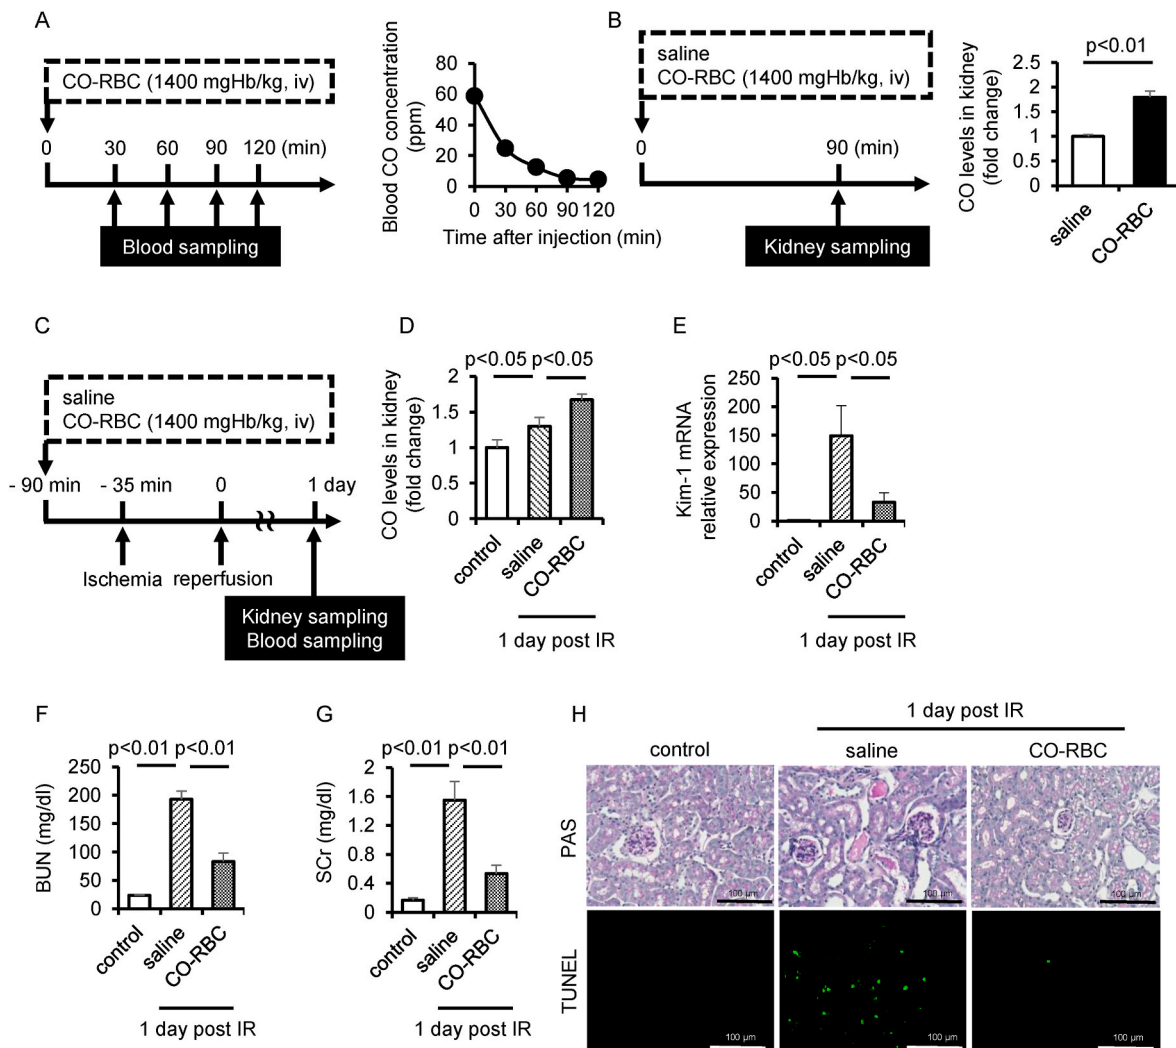 A
CO-RBC (1400 mgHb/kg, iv)
0 30 60 90 120 (min)
Blood sampling
Blood CO concentration
(ppm)
80
60
40
20
0
0 30 60 90 120
Time after injection (min)
B
saline
CO-RBC (1400 mgHb/kg, iv)
0 90 (min)
Kidney sampling
CO levels in kidney
(fold change)
p<0.01
2.5
2
1.5
1
0.5
0
saline
CO-RBC
C
saline
CO-RBC (1400 mgHb/kg, iv)
- 90 min - 35 min 0 1 day
Ischemia reperfusion
Kidney sampling
Blood sampling
D
CO levels in kidney
(fold change)
p<0.05 p<0.05
2
1.5
1
0.5
0
control
saline
CO-RBC
1 day post IR
E
Kim-1 mRNA
relative expression
p<0.05 p<0.05
250
200
150
100
50
0
control
saline
CO-RBC
1 day post IR
F
BUN (mg/dl)
p<0.01 p<0.01
250
200
150
100
50
0
control
saline
CO-RBC
1 day post IR
G
SCr (mg/dl)
p<0.01 p<0.01
2
1.6
1.2
0.8
0.4
0
control
saline
CO-RBC
1 day post IR
H
1 day post IR
control saline CO-RBC
PAS
100 μm 100 μm 100 μm
TUNEL
100 μm 100 μm 100 μm